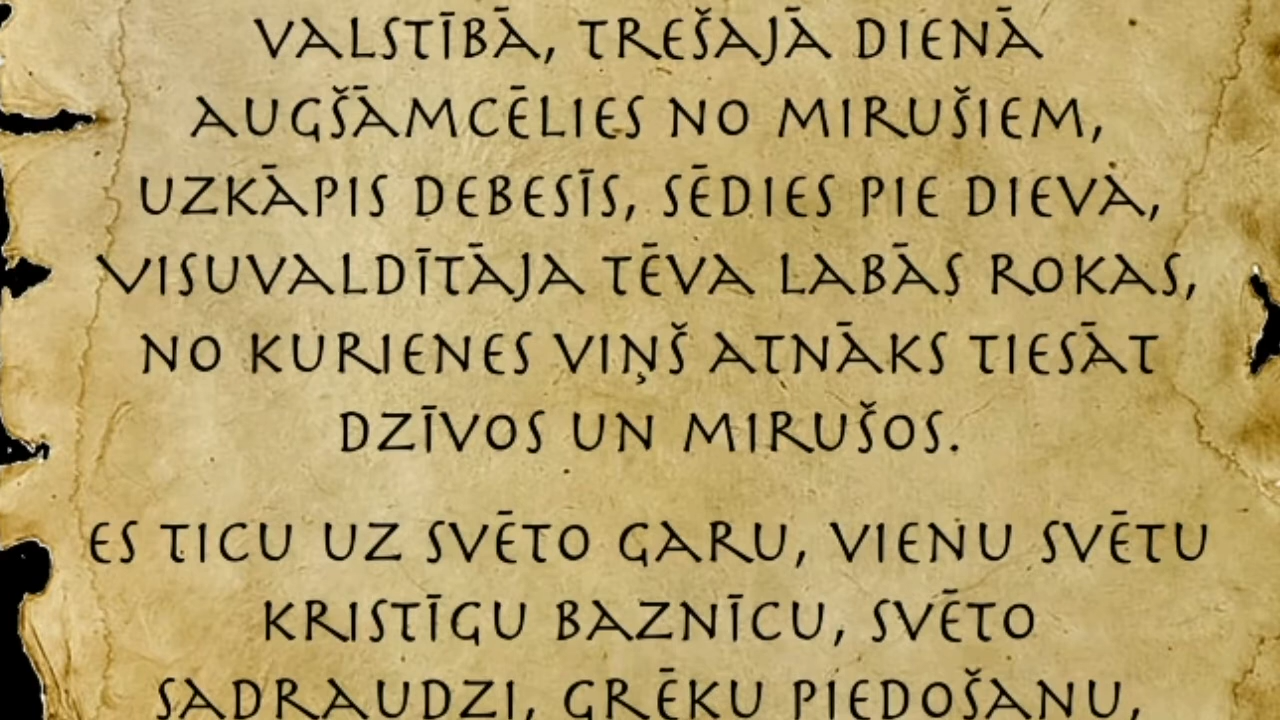 VALSTĪBĀ, TREŠAJĀ DIENĀ
AUGŠĀMCĒLIES NO MIRUŠIEM,
UZKĀPIS DEBESĪS, SĒDIES PIE DIEVA,
VISUVALDĪTĀJA TĒVA LABĀS ROKAS,
NO KURIENES VIŅŠ ATNĀKS TIESĀT
DZĪVOS UN MIRUŠOS.
ES TICU UZ SVĒTO GARU, VIENU SVĒTU
KRISTĪGU BAZNĪCU, SVĒTO
SADRAUDZI, GRĒKU PIEDOŠANU,